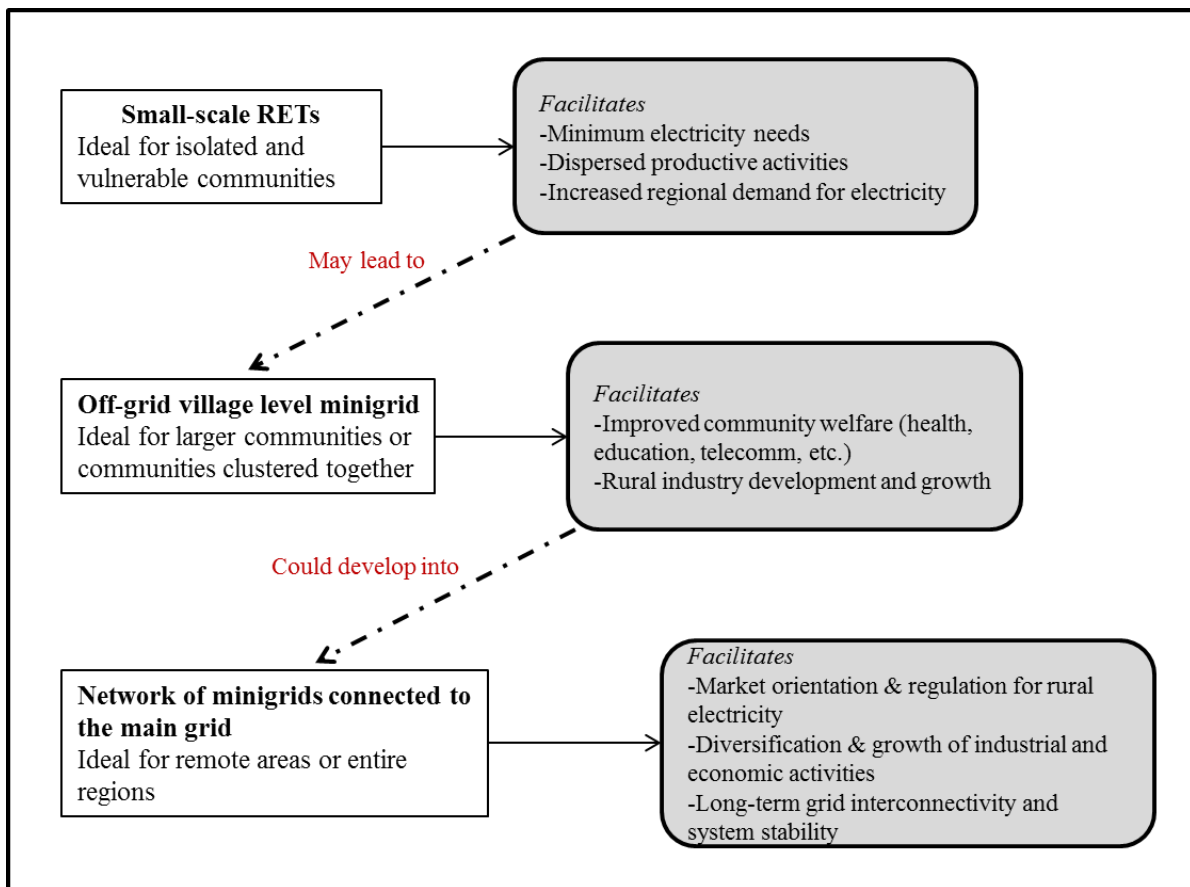 Small-scale RETs
Ideal for isolated and
vulnerable communities
Facilitates
-Minimum electricity needs
-Dispersed productive activities
-Increased regional demand for electricity
May lead to
Off-grid village level minigrid
Ideal for larger communities or
communities clustered together
Facilitates
-Improved community welfare (health,
education, telecomm, etc.)
-Rural industry development and growth
Could develop into
Network of minigrids connected to
the main grid
Ideal for remote areas or entire
regions
Facilitates
-Market orientation & regulation for rural
electricity
-Diversification & growth of industrial and
economic activities
-Long-term grid interconnectivity and
system stability